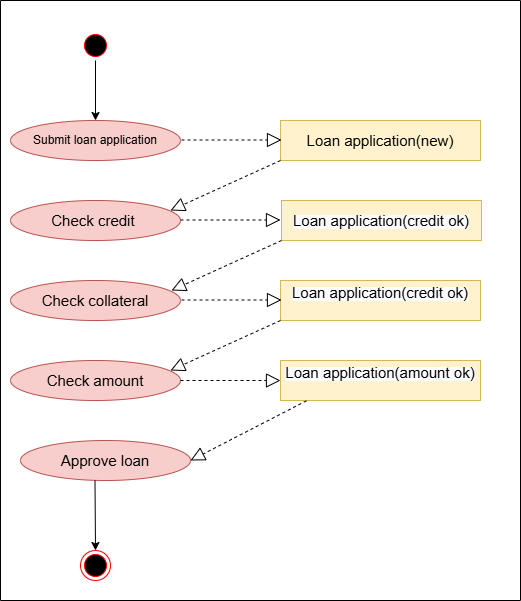 Submit loan application
Loan application(new)
Check credit
Loan application(credit ok)
Check collateral
Loan application(credit ok)
Check amount
Loan application(amount ok)
Approve loan